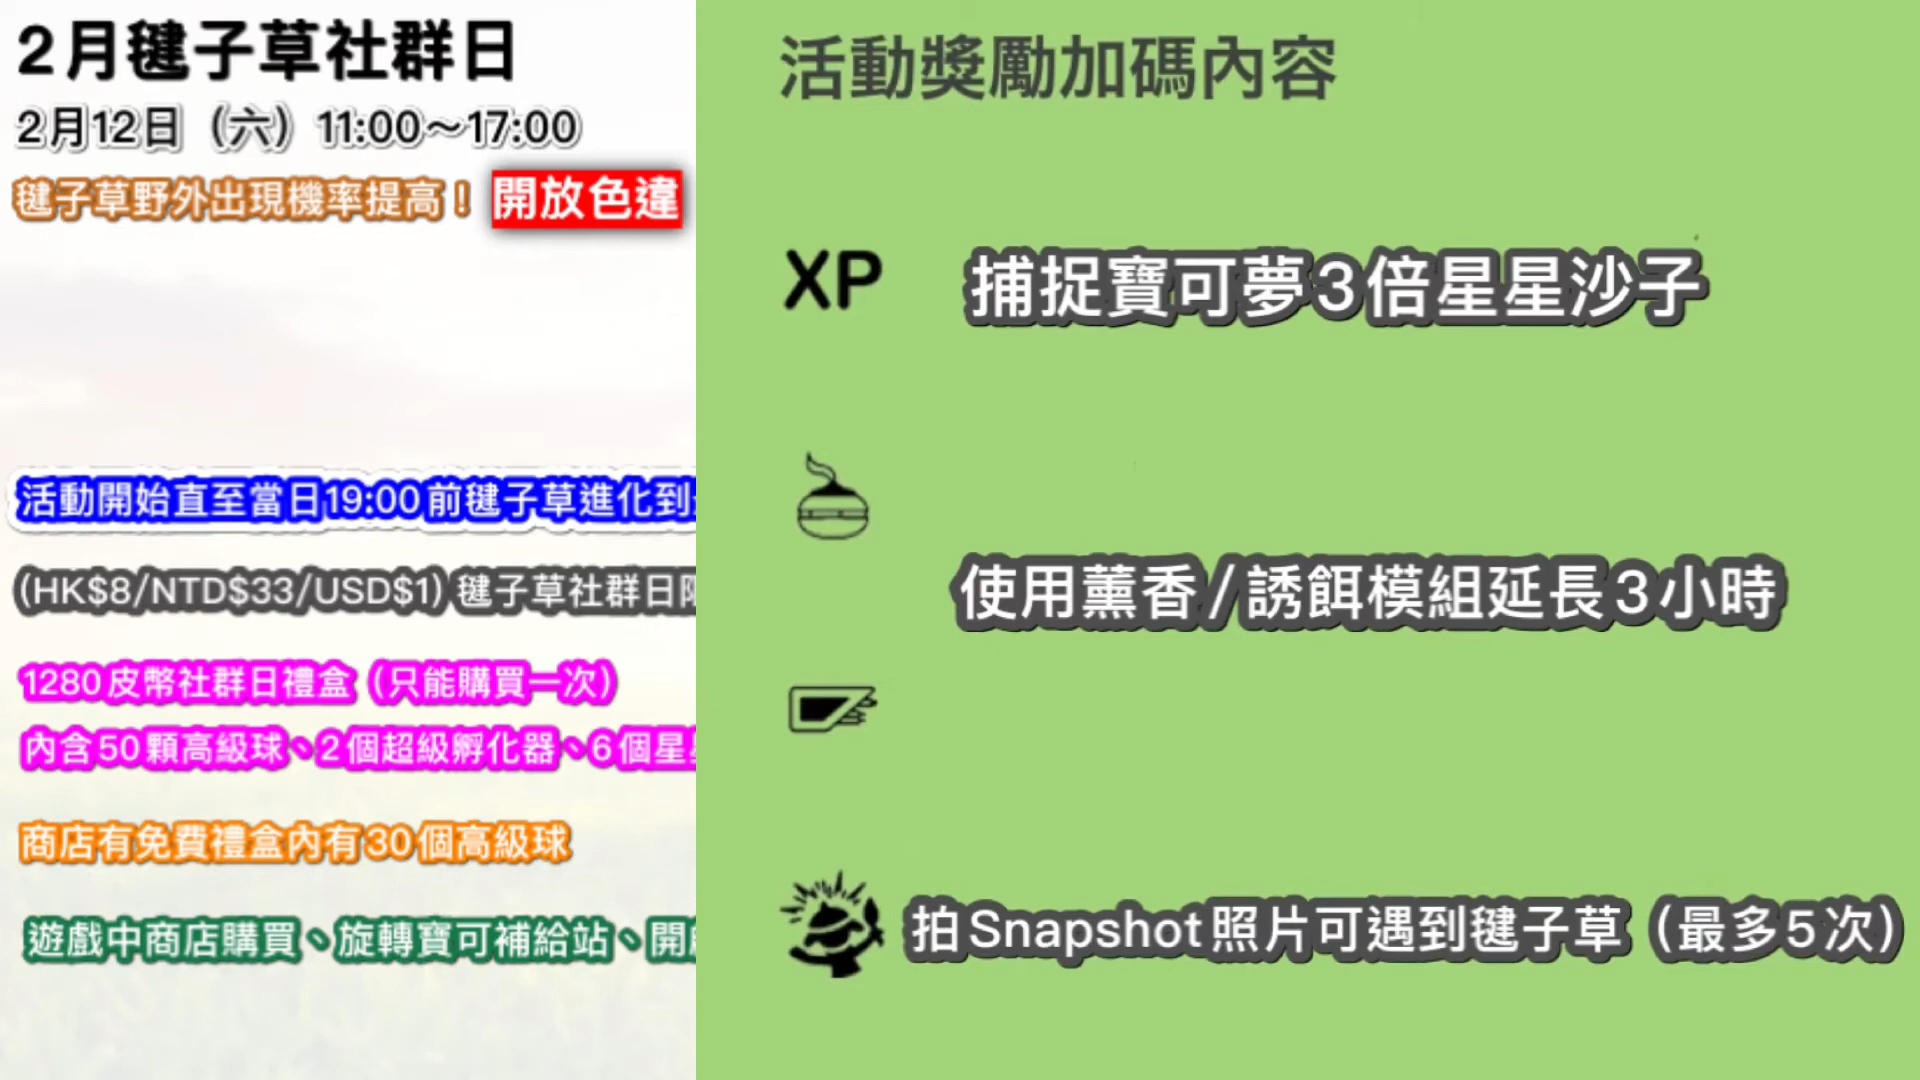 2月毽子草社群日
2月12日（六）11:00～17:00
毽子草野外出現機率提高！ 開放色違
活動開始直至當日19:00前毽子草進化到
(HK$8/NTD$33/USD$1) 毽子草社群日
1280皮幣社群日禮盒（只能購買一次）
內含50顆高級球、2個超級孵化器、6個星
商店有免費禮盒內有30個高級球
遊戲中商店購買、旋轉寶可補給站、開
活動獎勵加碼內容
XP 捕捉寶可夢3倍星星沙子
使用薰香/誘餌模組延長3小時
拍Snapshot照片可遇到毽子草（最多5次）